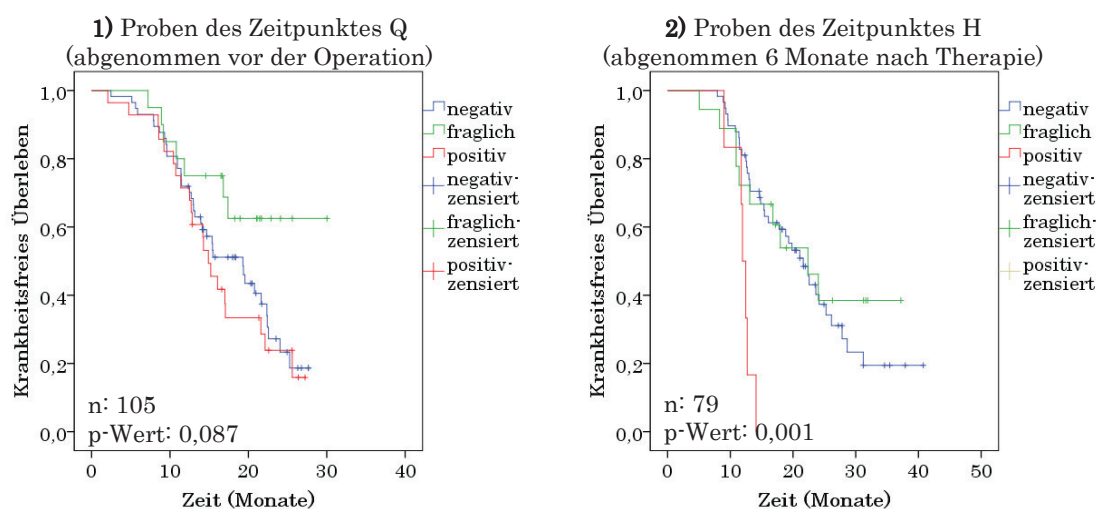 1) Proben des Zeitpunktes Q
(abgenommen vor der Operation)
Krankheitsfreies Überleben
1,0
0,8
0,6
0,4
0,2
0,0
n: 105
p-Wert: 0,087
0 10 20 30 40
Zeit (Monate)
negativ
fraglich
positiv
negativ-
zensiert
fraglich-
zensiert
positiv-
zensiert
2) Proben des Zeitpunktes H
(abgenommen 6 Monate nach Therapie)
Krankheitsfreies Überleben
1,0
0,8
0,6
0,4
0,2
0,0
n: 79
p-Wert: 0,001
0 10 20 30 40 50
Zeit (Monate)
negativ
fraglich
positiv
negativ-
zensiert
fraglich-
zensiert
positiv-
zensiert